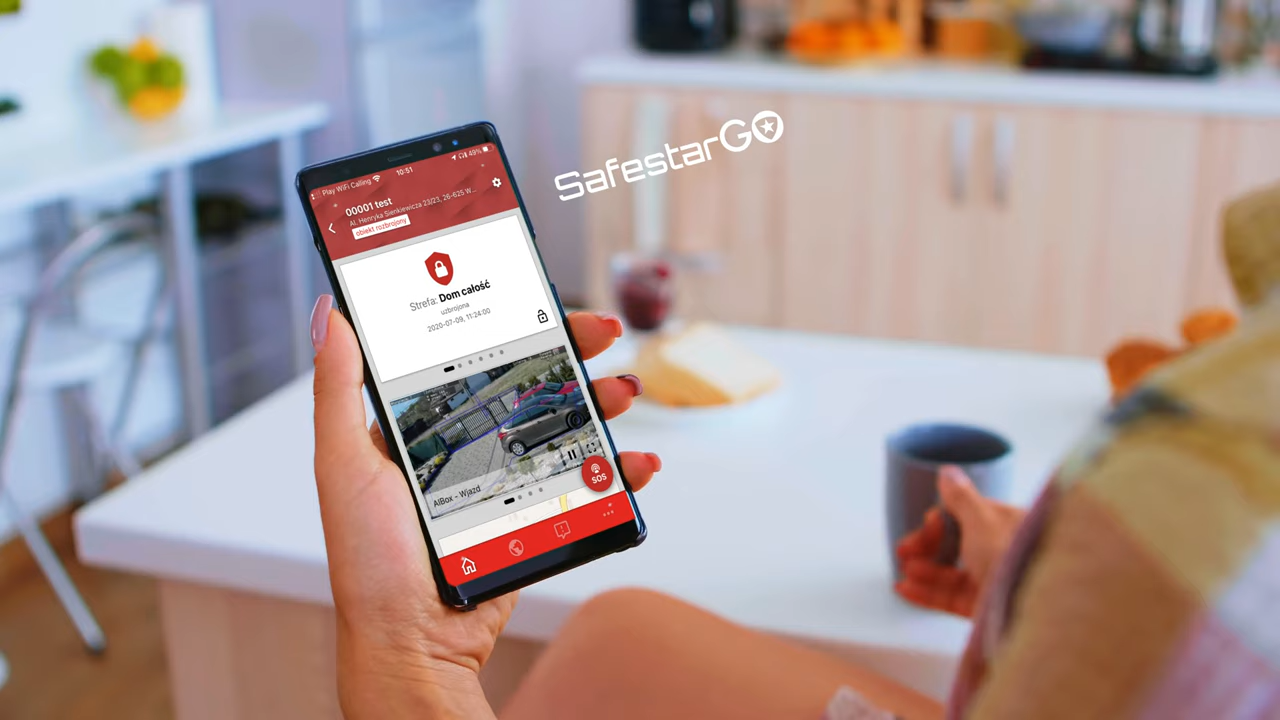 SafestarGO
Play WiFi Calling 10:51 49%
00001 test
Al. Henryka Sienkiewicza 23/23, 26-625 W...
obiekt rozbrojony
Strefa: Dom całość
uzbrojona
2020-07-09, 11:24:00
AIBox - Wjazd
SOS